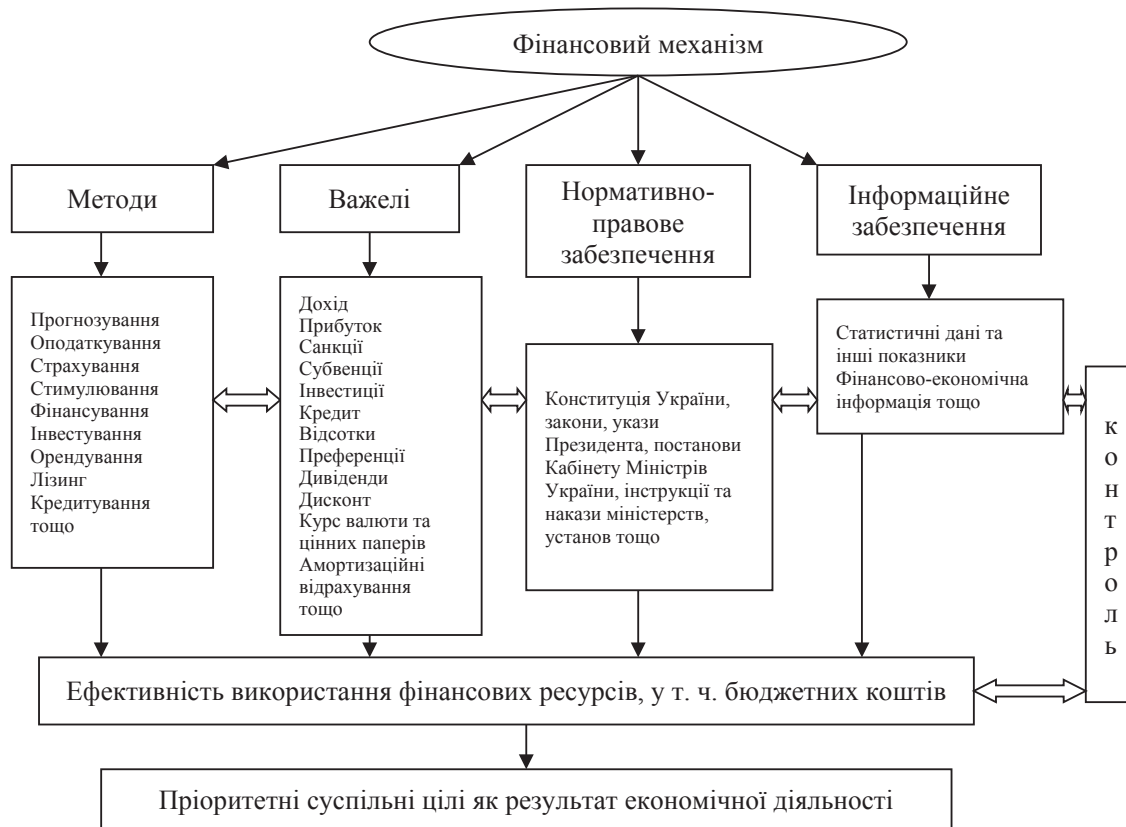 Фінансовий механізм
Методи
Важелі
Нормативно-
правове
забезпечення
Інформаційне
забезпечення
Прогнозування
Оподаткування
Страхування
Стимулювання
Фінансування
Інвестування
Орендування
Лізинг
Кредитування
тощо
Дохід
Прибуток
Санкції
Субвенції
Інвестиції
Кредит
Відсотки
Преференції
Дивіденди
Дисконт
Курс валюти та
цінних паперів
Амортизаційні
відрахування
тощо
Конституція України,
закони, укази
Президента, постанови
Кабінету Міністрів
України, інструкції та
накази міністерств,
установ тощо
Статистичні дані та
інші показники
Фінансово-економічна
інформація тощо
к
о
н
т
р
о
л
ь
Ефективність використання фінансових ресурсів, у т. ч. бюджетних коштів
Пріоритетні суспільні цілі як результат економічної діяльності